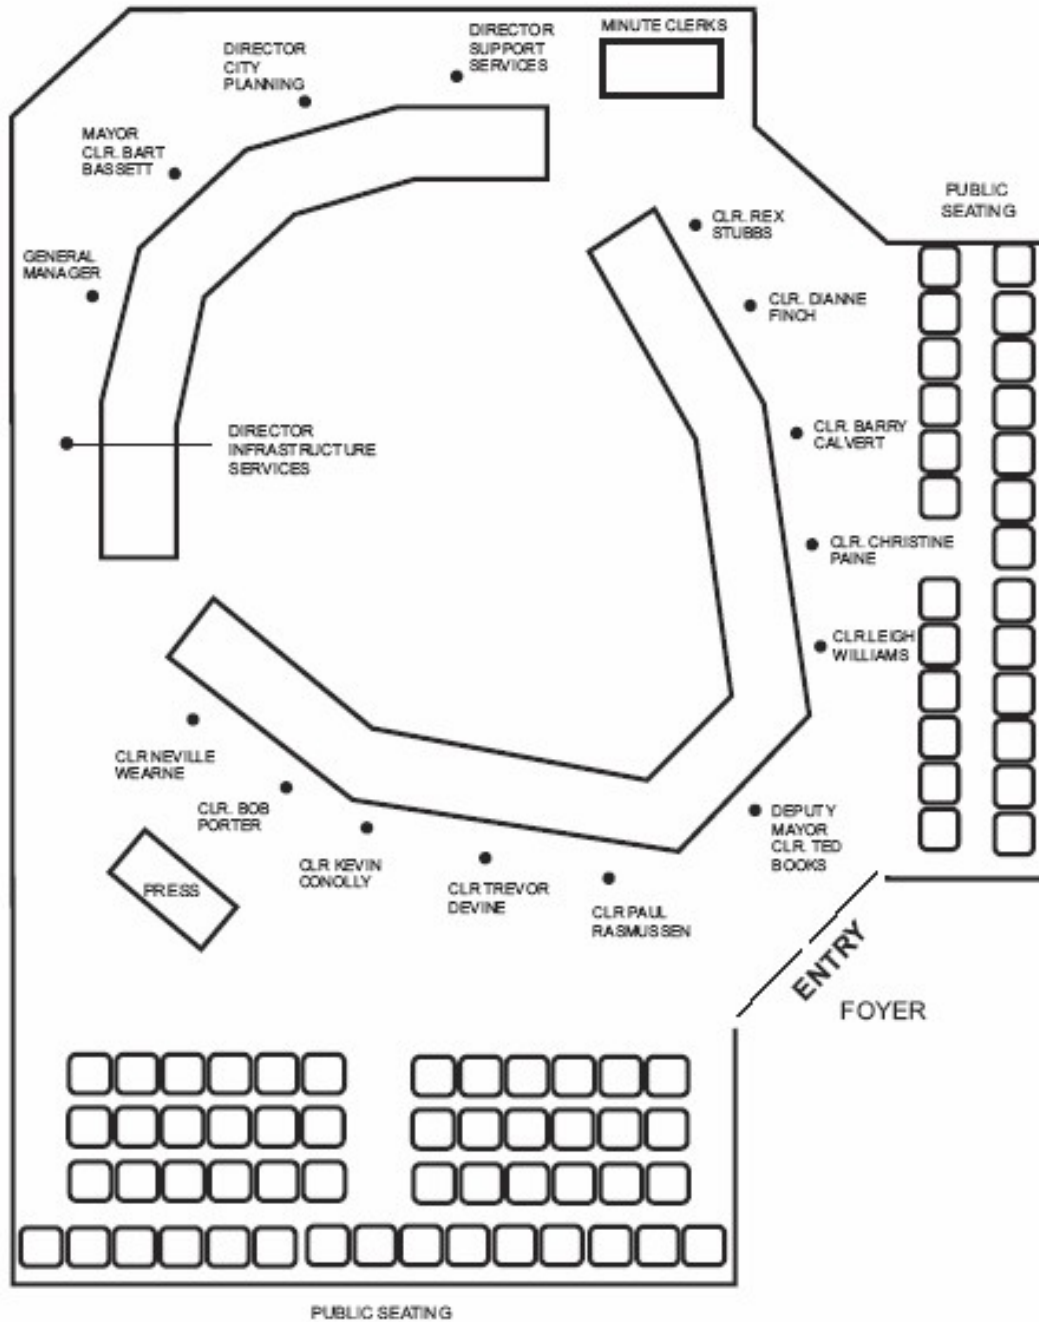 MINUTE CLERKS
DIRECTOR
SUPPORT
SERVICES
DIRECTOR
CITY
PLANNING
MAYOR
CLR. BART
BASSETT
GENERAL
MANAGER
PUBLIC
SEATING
CLR. REX
STUBBS
CLR. DIANNE
FINCH
CLR. BARRY
CALVERT
DIRECTOR
INFRASTRUCTURE
SERVICES
CLR. CHRISTINE
PAINE
CLR LEIGH
WILLIAMS
CLR NEVILLE
WEARNE
CLR. BOB
PORTER
CLR KEVIN
CONOLLY
CLR TREVOR
DEVINE
CLR PAUL
RASMUSSEN
DEPUTY
MAYOR
CLR. TED
BOOKS
PRESS
ENTRY
FOYER
PUBLIC SEATING